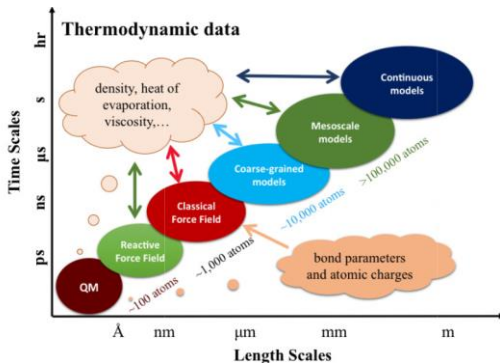 Thermodynamic data
density, heat of
evaporation,
viscosity,...
Continuous
models
Mesoscale
models
>100,000 atoms
Coarse-grained
models
~10,000 atoms
Classical
Force Field
~1,000 atoms
Reactive
Force Field
~100 atoms
QM
bond parameters
and atomic charges
Time Scales
hr
s
μs
ns
ps
Å
nm
μm
mm
m
Length Scales